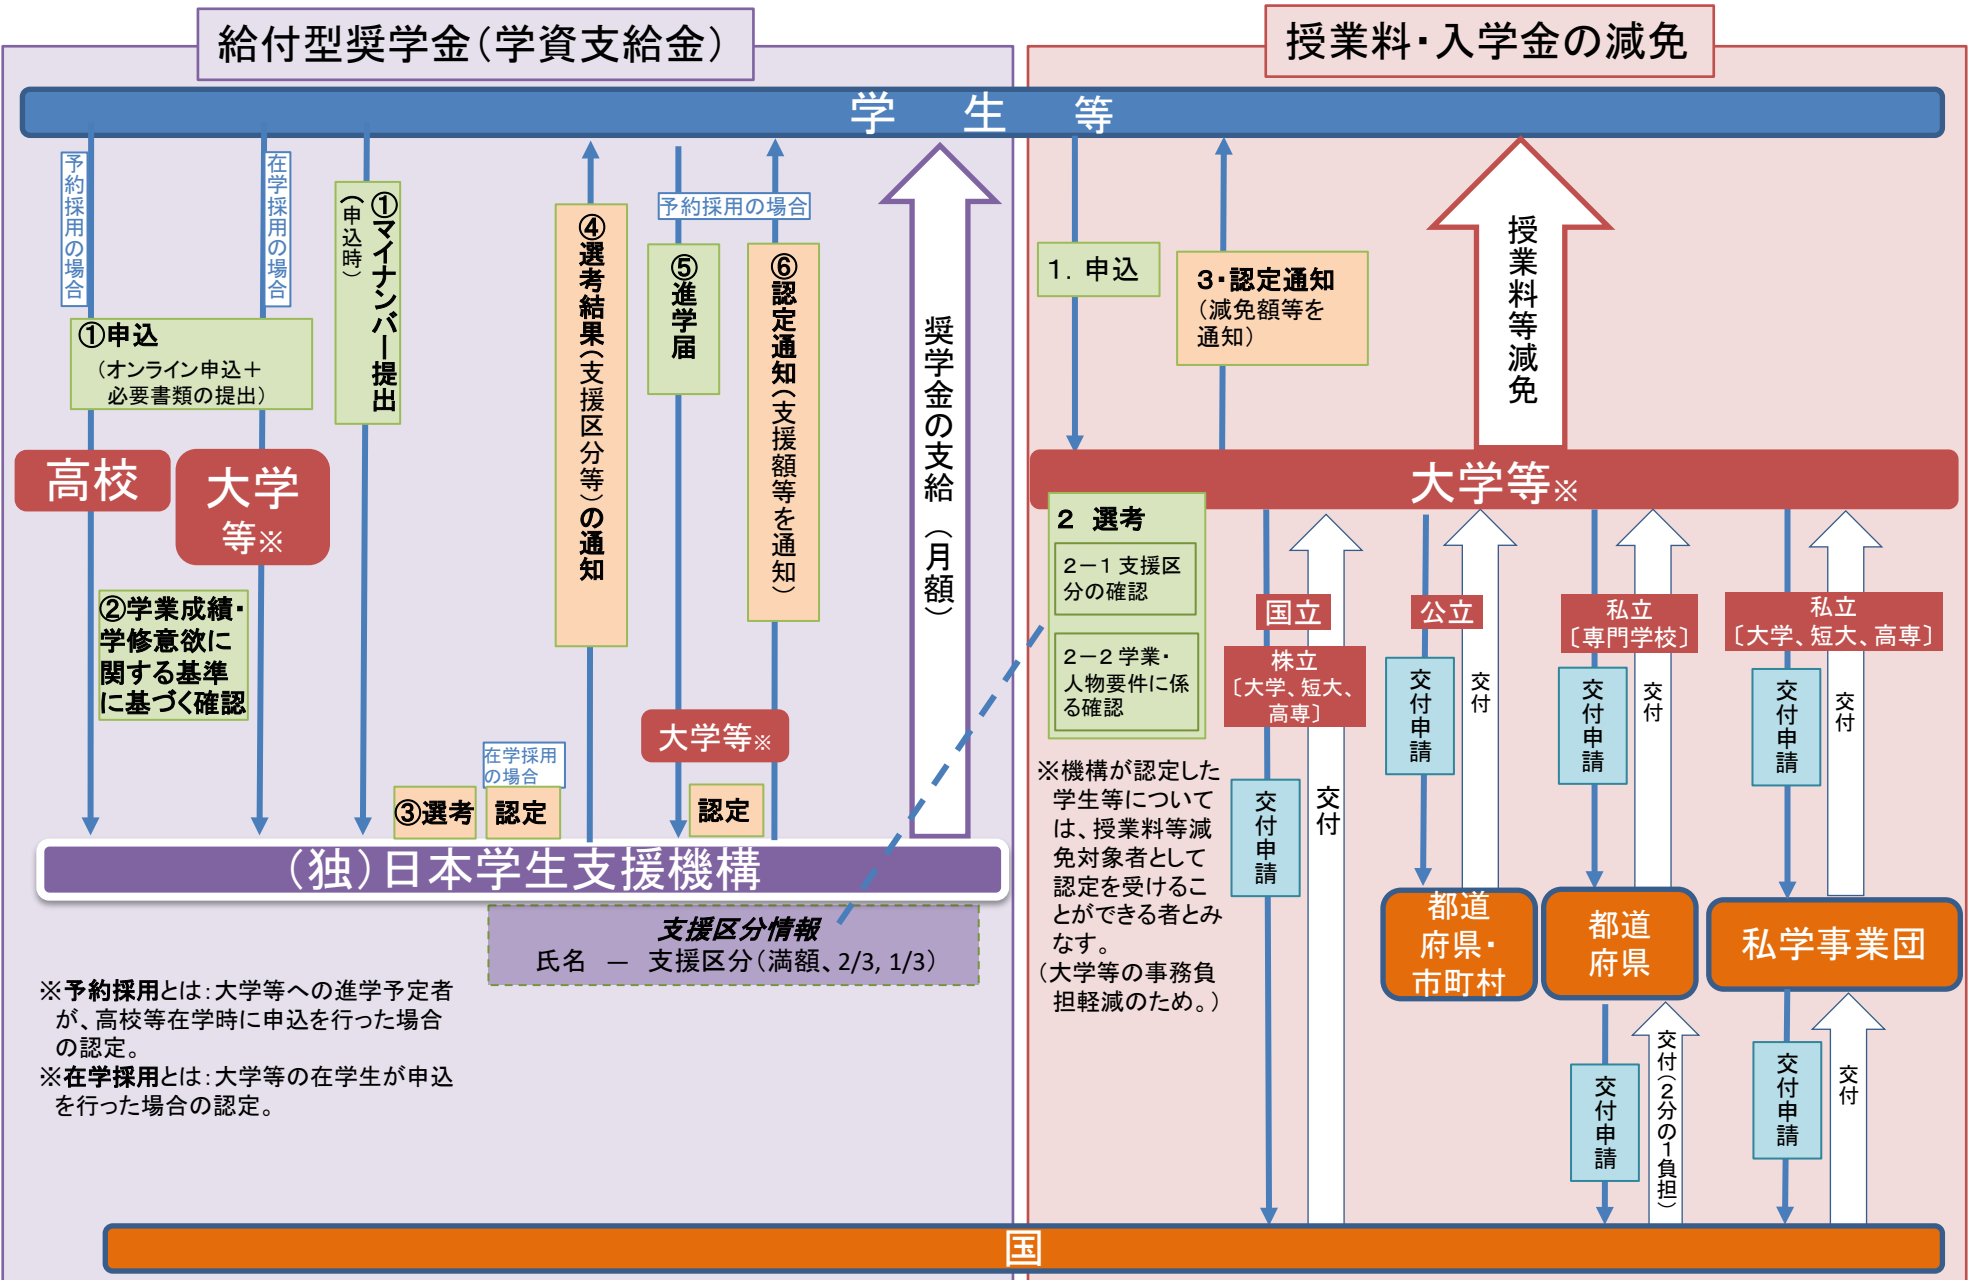 給付型奨学金（学資支給金）
授業料・入学金の減免
学生等
予約採用の場合
在学採用の場合
①申込
（オンライン申込＋
必要書類の提出）
①マイナンバー提出
（申込時）
高校
大学
等※
②学業成績・
学修意欲に
関する基準
に基づく確認
③選考
在学採用
の場合
認定
④選考結果（支援区分等）の通知
予約採用の場合
⑤進学届
⑥認定通知（支援額等を通知）
大学等※
認定
奨学金の支給　（月額）
（独）日本学生支援機構
支援区分情報
氏名　―　支援区分（満額、2/3, 1/3）
※予約採用とは：大学等への進学予定者
が、高校等在学時に申込を行った場合
の認定。
※在学採用とは：大学等の在学生が申込
を行った場合の認定。
１．申込
３．認定通知
（減免額等を
通知）
授業料等減免
大学等※
２　選考
２－１ 支援区
分の確認
２－２ 学業・
人物要件に係
る確認
※機構が認定した
学生等について
は、授業料等減
免対象者として
認定を受けるこ
とができる者とみ
なす。
（大学等の事務負
担軽減のため。）
国立
株立
〔大学、短大、
高専〕
交付申請
交付
公立
交付申請
交付
都道
府県・
市町村
私立
〔専門学校〕
交付申請
交付
都道
府県
交付申請
交付（２分の１負担）
私立
〔大学、短大、高専〕
交付申請
交付
私学事業団
交付申請
交付
国